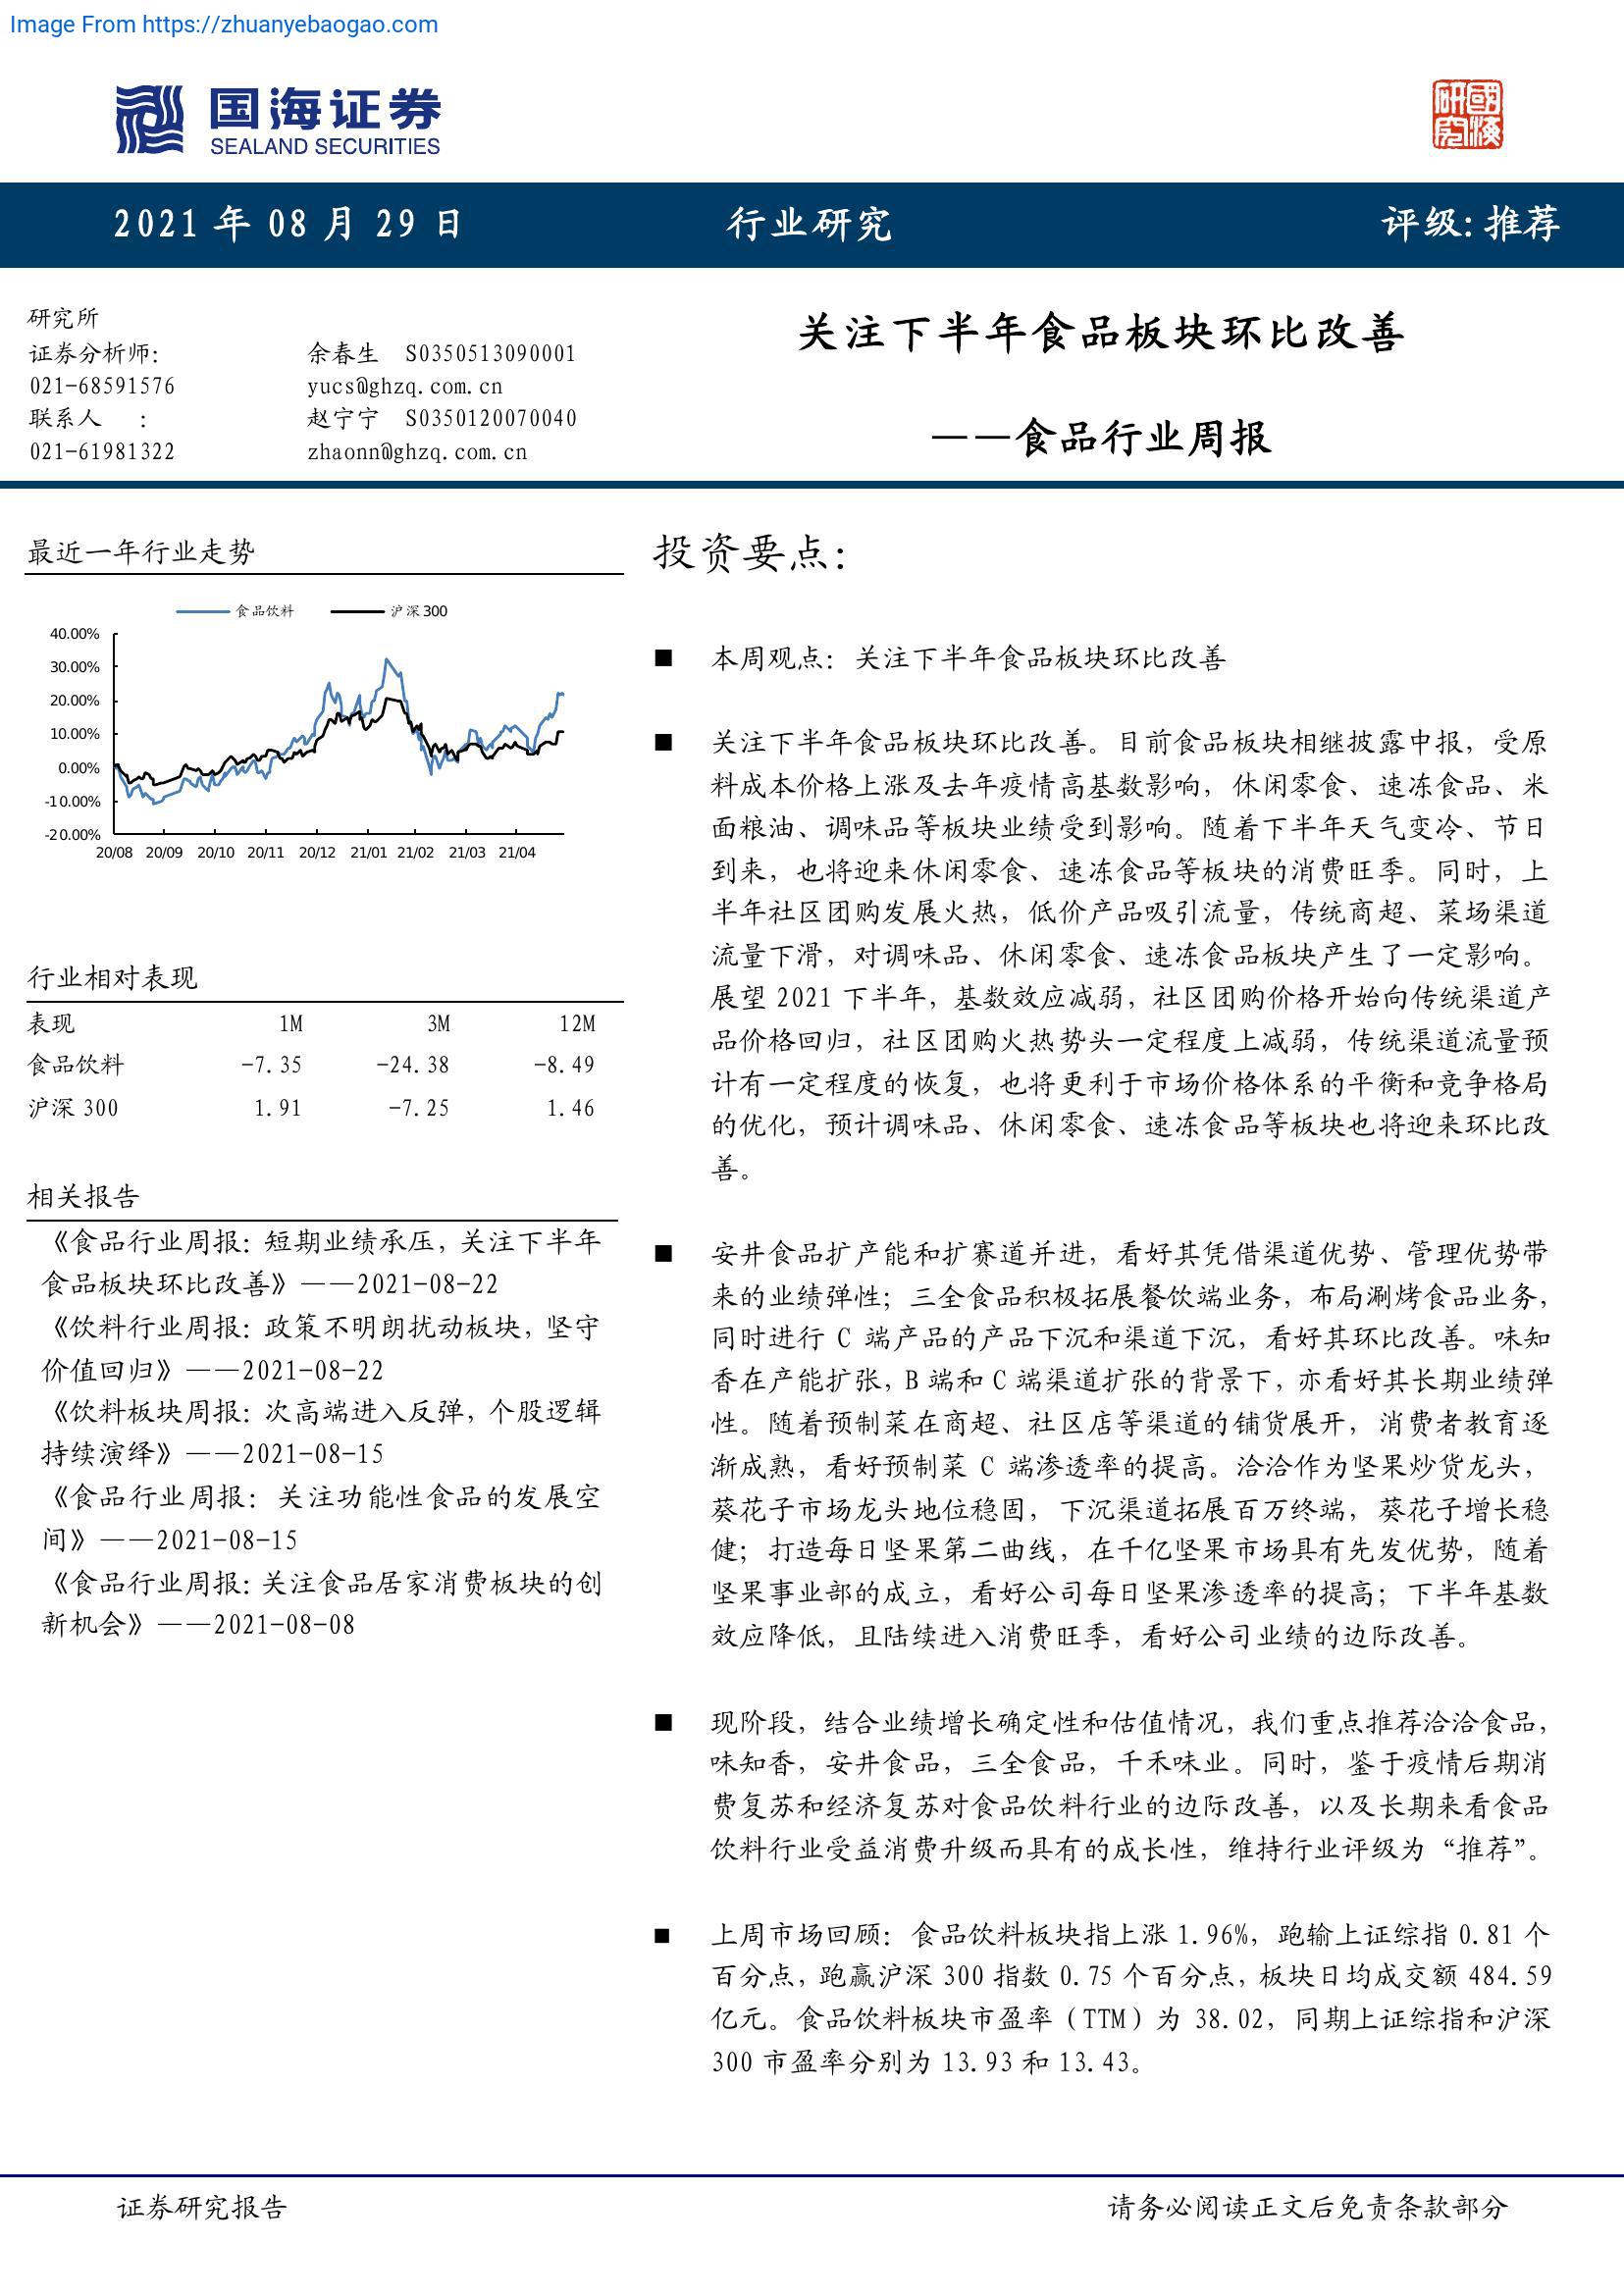 Image From https://zhuanyebaogao.com
国海证券
SEALAND SECURITIES
研究
國海
2021 年 08 月 29 日
行业研究
评级：推荐
研究所
证券分析师： 余春生 S0350513090001
021-68591576 yucs@ghzq.com.cn
联系人 ： 赵宁宁 S0350120070040
021-61981322 zhaonn@ghzq.com.cn
关注下半年食品板块环比改善
——食品行业周报
最近一年行业走势
食品饮料 沪深300
40.00%
30.00%
20.00%
10.00%
0.00%
-10.00%
-20.00%
20/08 20/09 20/10 20/11 20/12 21/01 21/02 21/03 21/04
行业相对表现
表现 1M 3M 12M
食品饮料 -7.35 -24.38 -8.49
沪深 300 1.91 -7.25 1.46
相关报告
《食品行业周报：短期业绩承压，关注下半年
食品板块环比改善》——2021-08-22
《饮料行业周报：政策不明朗扰动板块，坚守
价值回归》——2021-08-22
《饮料板块周报：次高端进入反弹，个股逻辑
持续演绎》——2021-08-15
《食品行业周报：关注功能性食品的发展空
间》——2021-08-15
《食品行业周报：关注食品居家消费板块的创
新机会》——2021-08-08
投资要点：
■ 本周观点：关注下半年食品板块环比改善
■ 关注下半年食品板块环比改善。目前食品板块相继披露中报，受原
料成本价格上涨及去年疫情高基数影响，休闲零食、速冻食品、米
面粮油、调味品等板块业绩受到影响。随着下半年天气变冷、节日
到来，也将迎来休闲零食、速冻食品等板块的消费旺季。同时，上
半年社区团购发展火热，低价产品吸引流量，传统商超、菜场渠道
流量下滑，对调味品、休闲零食、速冻食品板块产生了一定影响。
展望 2021 下半年，基数效应减弱，社区团购价格开始向传统渠道产
品价格回归，社区团购火热势头一定程度上减弱，传统渠道流量预
计有一定程度的恢复，也将更利于市场价格体系的平衡和竞争格局
的优化，预计调味品、休闲零食、速冻食品等板块也将迎来环比改
善。
■ 安井食品扩产能和扩赛道并进，看好其凭借渠道优势、管理优势带
来的业绩弹性；三全食品积极拓展餐饮端业务，布局涮烤食品业务，
同时进行 C 端产品的产品下沉和渠道下沉，看好其环比改善。味知
香在产能扩张，B 端和 C 端渠道扩张的背景下，亦看好其长期业绩弹
性。随着预制菜在商超、社区店等渠道的铺货展开，消费者教育逐
渐成熟，看好预制菜 C 端渗透率的提高。洽洽作为坚果炒货龙头，
葵花子市场龙头地位稳固，下沉渠道拓展百万终端，葵花子增长稳
健；打造每日坚果第二曲线，在千亿坚果市场具有先发优势，随着
坚果事业部的成立，看好公司每日坚果渗透率的提高；下半年基数
效应降低，且陆续进入消费旺季，看好公司业绩的边际改善。
■ 现阶段，结合业绩增长确定性和估值情况，我们重点推荐洽洽食品，
味知香，安井食品，三全食品，千禾味业。同时，鉴于疫情后期消
费复苏和经济复苏对食品饮料行业的边际改善，以及长期来看食品
饮料行业受益消费升级而具有的成长性，维持行业评级为“推荐”。
■ 上周市场回顾：食品饮料板块指上涨 1.96%，跑输上证综指 0.81 个
百分点，跑赢沪深 300 指数 0.75 个百分点，板块日均成交额 484.59
亿元。食品饮料板块市盈率（TTM）为 38.02，同期上证综指和沪深
300 市盈率分别为 13.93 和 13.43。
证券研究报告
请务必阅读正文后免责条款部分